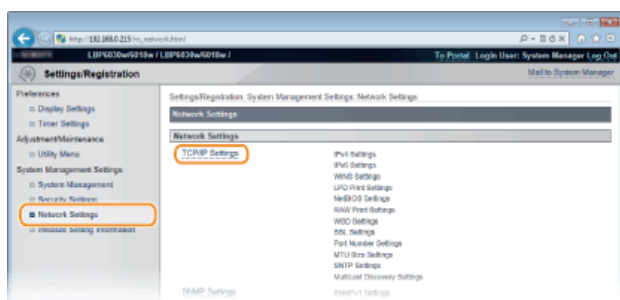 http://192.168.0.215/m_network.html
LBP6030w/6018w / LBP6030w/6018w /
To Portal Login User: System Manager Log Out
Settings/Registration
Mail to System Manager
Preferences
Display Settings
Timer Settings
Adjustment/Maintenance
Utility Menu
System Management Settings
System Management
Security Settings
Network Settings
Initialize Setting Information
Settings/Registration: System Management Settings: Network Settings
Network Settings
Network Settings
TCP/IP Settings
IPv4 Settings
IPv6 Settings
WINS Settings
LPD Print Settings
NetBIOS Settings
RAW Print Settings
WSD Settings
SSL Settings
Port Number Settings
MTU Size Settings
SNTP Settings
Multicast Discovery Settings
SNMP Settings
SNMPv1 Settings